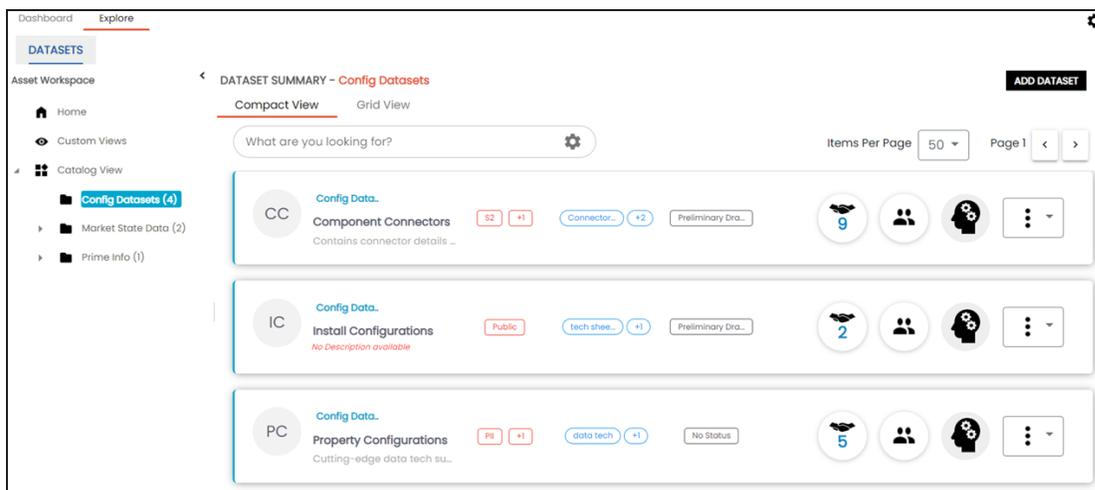 Dashboard Explore
DATASETS
Asset Workspace
Home
Custom Views
Catalog View
Config Datasets (4)
Market State Data (2)
Prime Info (1)
DATASET SUMMARY - Config Datasets
ADD DATASET
Compact View Grid View
What are you looking for?
Items Per Page 50 Page 1
CC
Config Data..
Component Connectors
Contains connector details ...
S2 +1 Connector... +2 Preliminary Dra...
9
IC
Config Data..
Install Configurations
No Description available
Public tech shee... +1 Preliminary Dra...
2
PC
Config Data..
Property Configurations
Cutting-edge data tech su...
PII +1 data tech +1 No Status
5